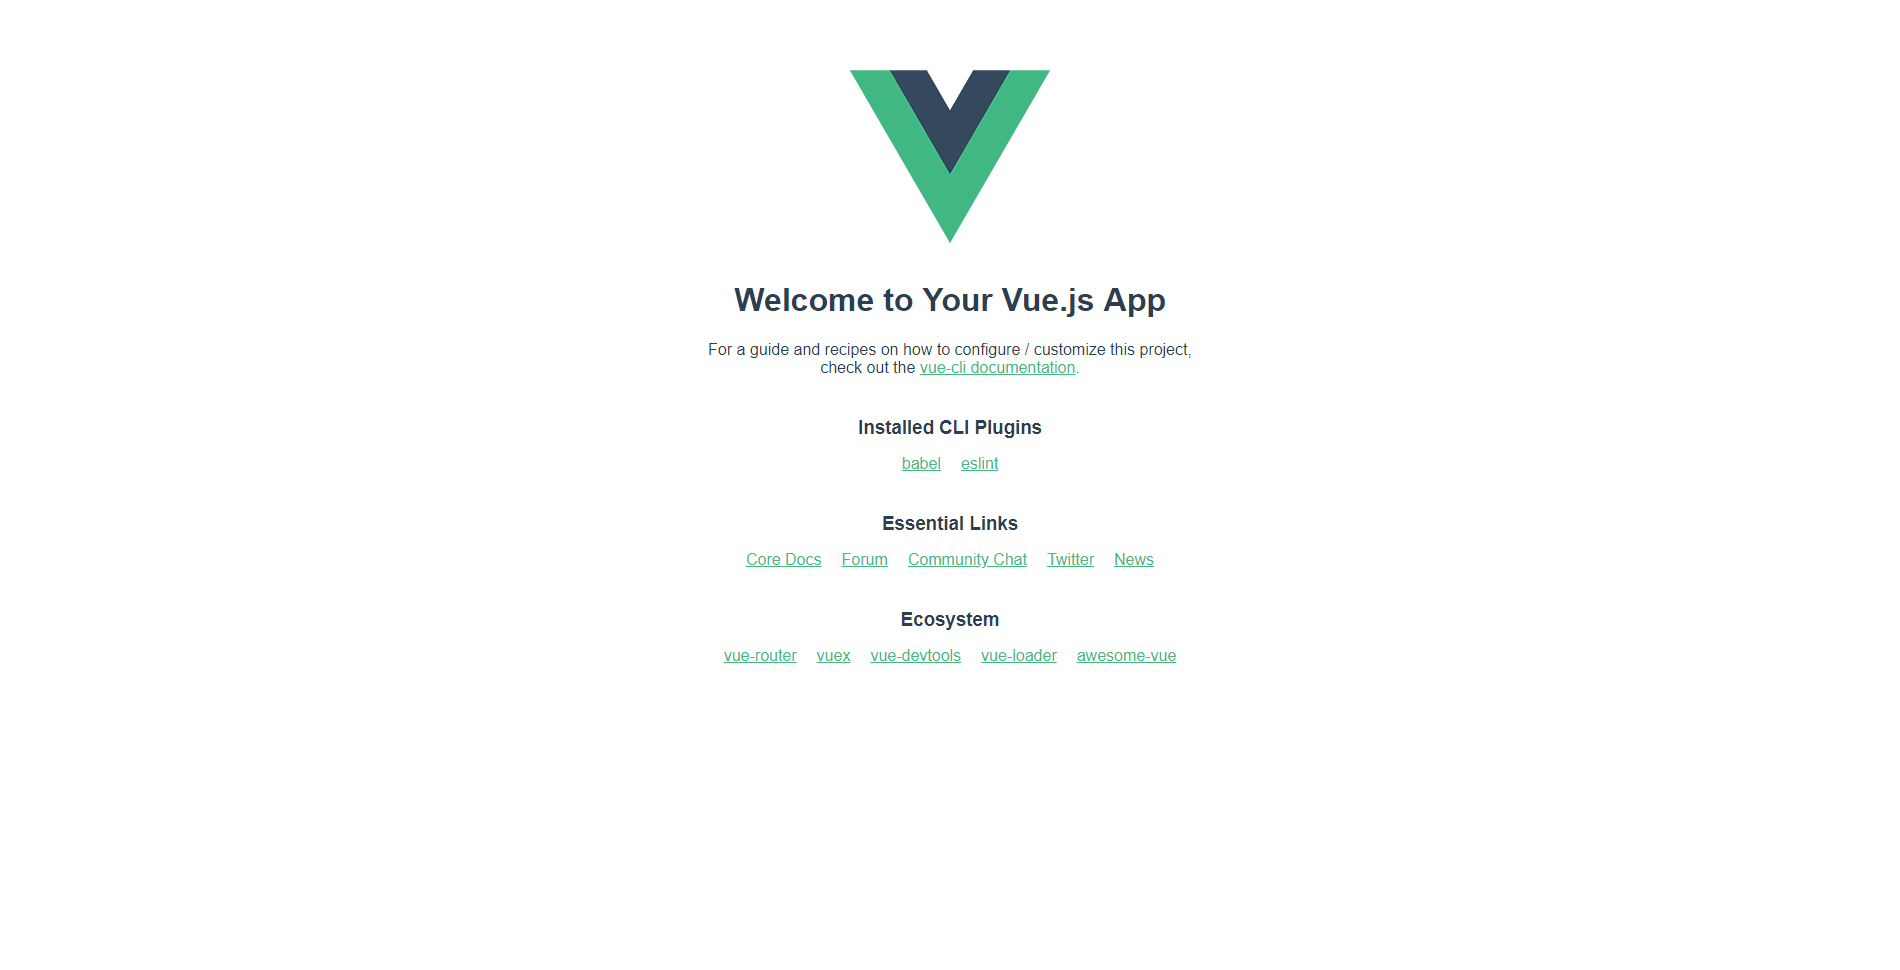 Welcome to Your Vue.js App
For a guide and recipes on how to configure / customize this project,
check out the vue-cli documentation.
Installed CLI Plugins
babel eslint
Essential Links
Core Docs Forum Community Chat Twitter News
Ecosystem
vue-router vuex vue-devtools vue-loader awesome-vue